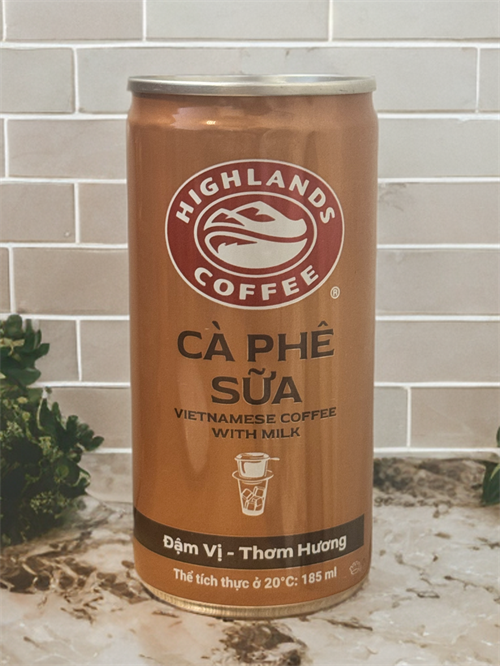 HIGHLANDS
COFFEE
®
CÀ PHÊ
SỮA
VIETNAMESE COFFEE
WITH MILK
Đậm Vị - Thơm Hương
Thể tích thực ở 20°C: 185 ml